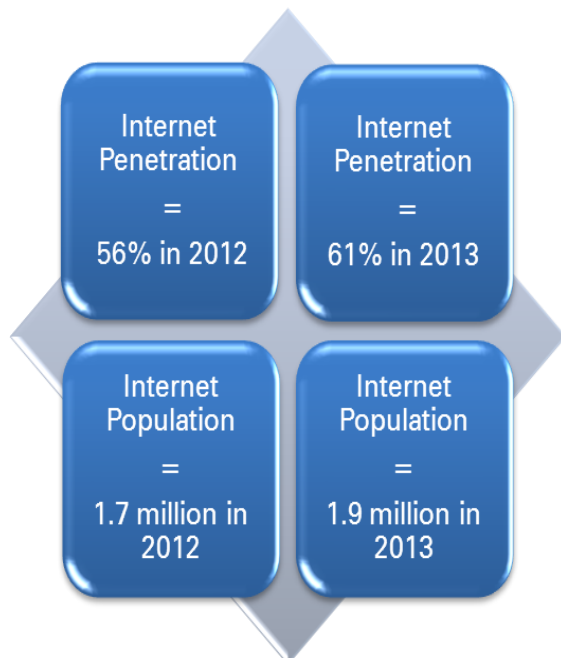 Internet
Penetration
=
56% in 2012
Internet
Penetration
=
61% in 2013
Internet
Population
=
1.7 million in
2012
Internet
Population
=
1.9 million in
2013